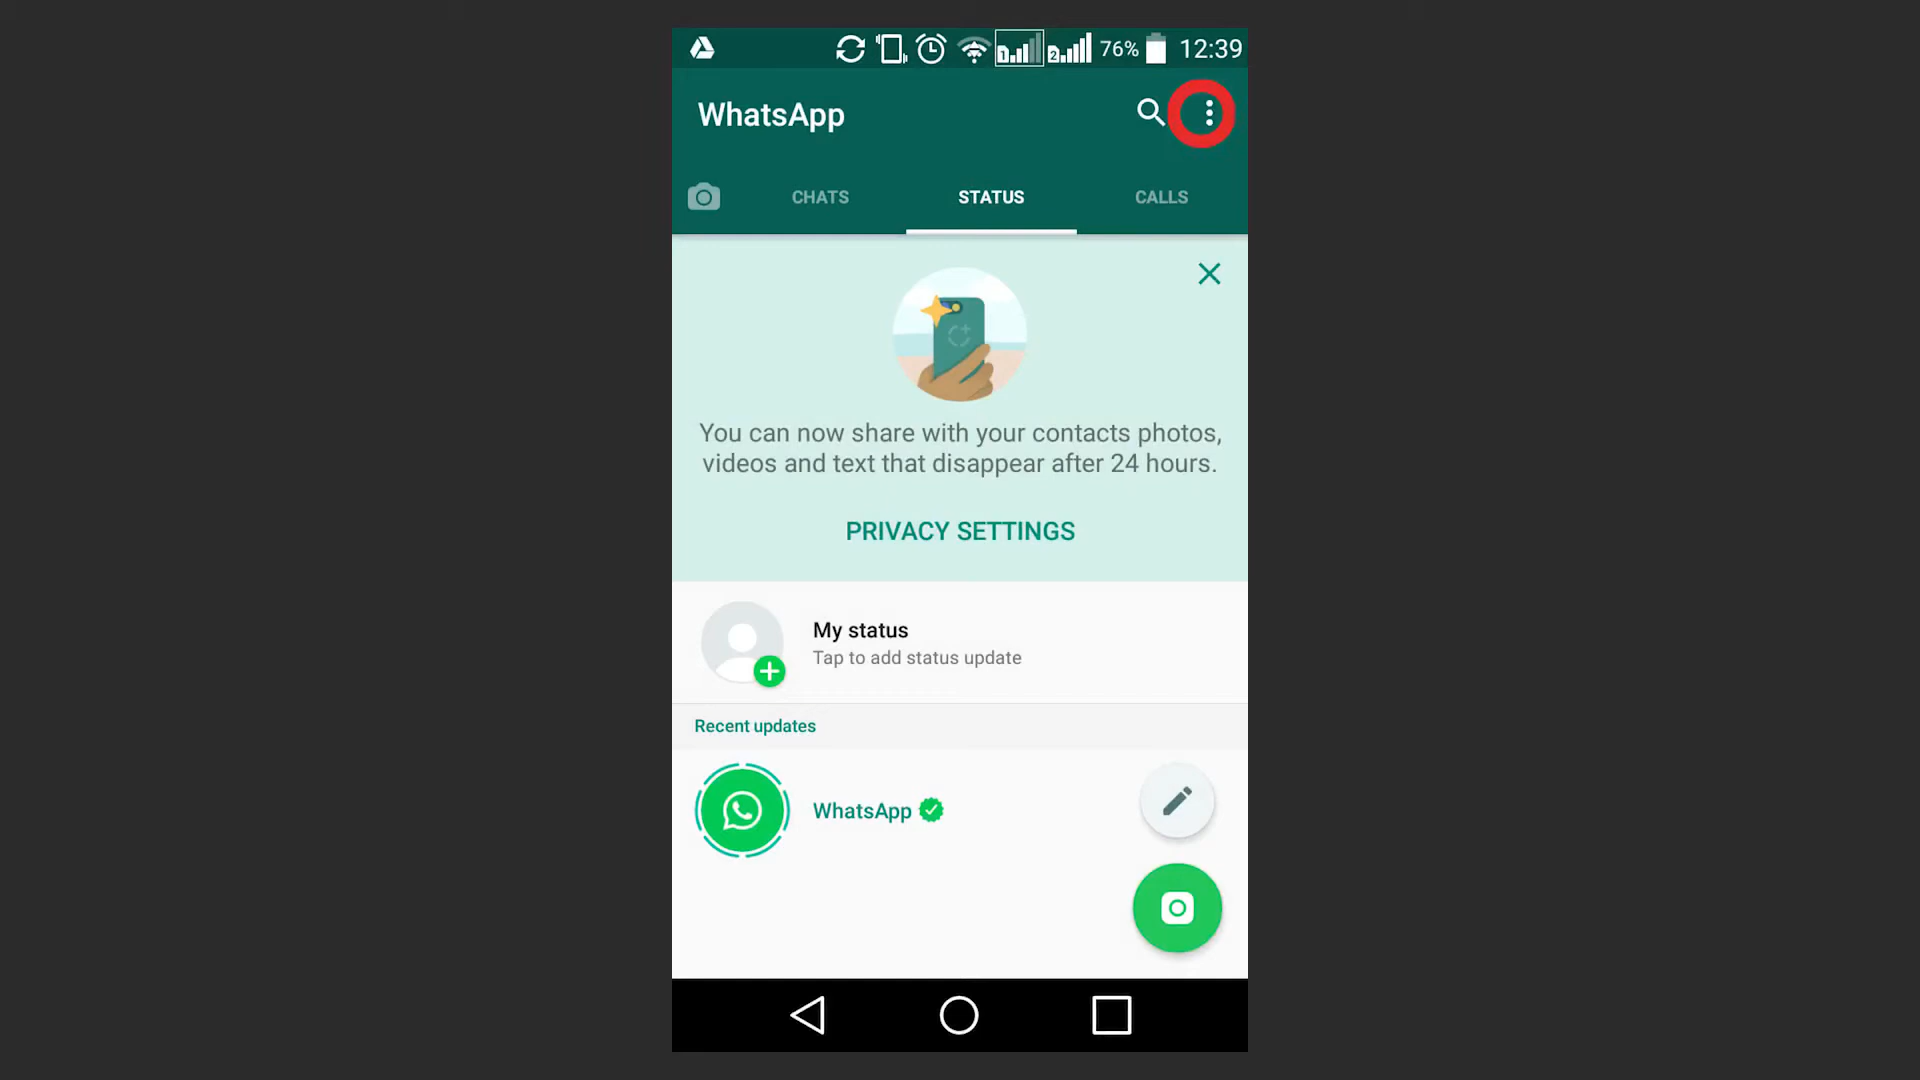 76% 12:39
WhatsApp
CHATS STATUS CALLS
You can now share with your contacts photos,
videos and text that disappear after 24 hours.
PRIVACY SETTINGS
My status
Tap to add status update
Recent updates
WhatsApp